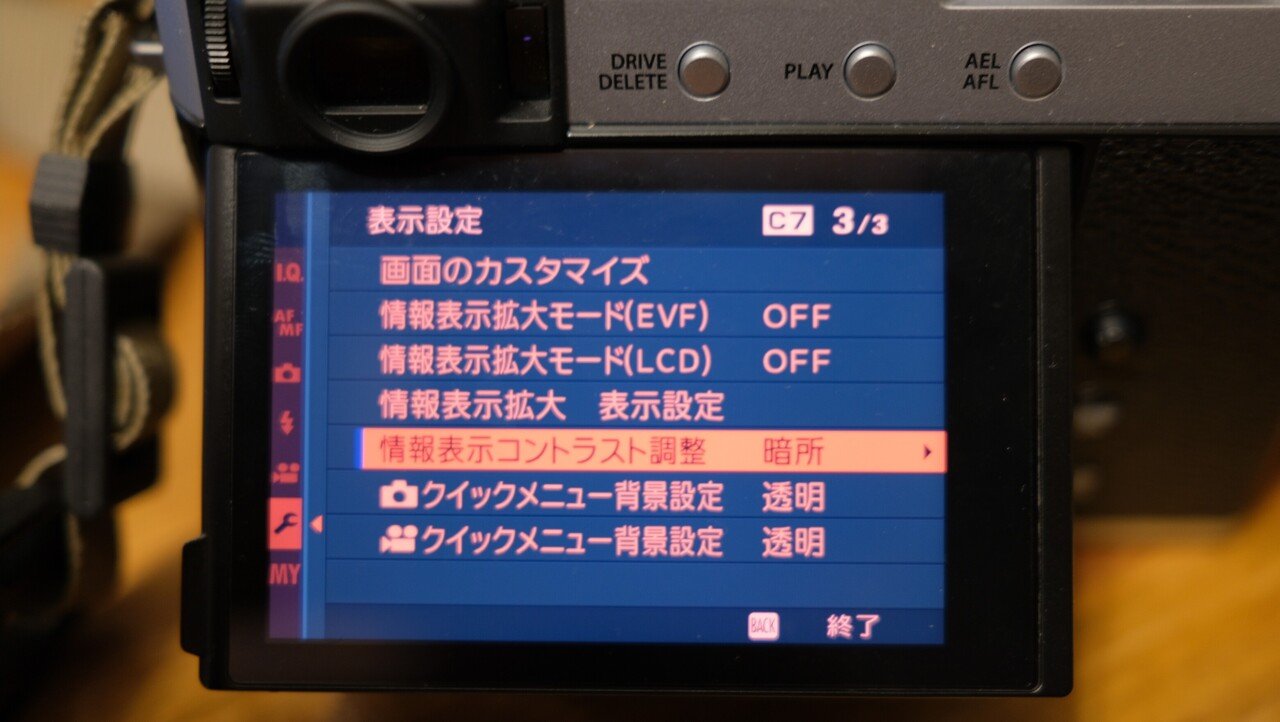 DRIVE
DELETE
PLAY
AEL
AFL
表示設定 C7 3/3
I.Q.
画面のカスタマイズ
AF
MF
情報表示拡大モード(EVF) OFF
情報表示拡大モード(LCD) OFF
情報表示拡大 表示設定
情報表示コントラスト調整 暗所
クイックメニュー背景設定 透明
クイックメニュー背景設定 透明
MY
BACK 終了